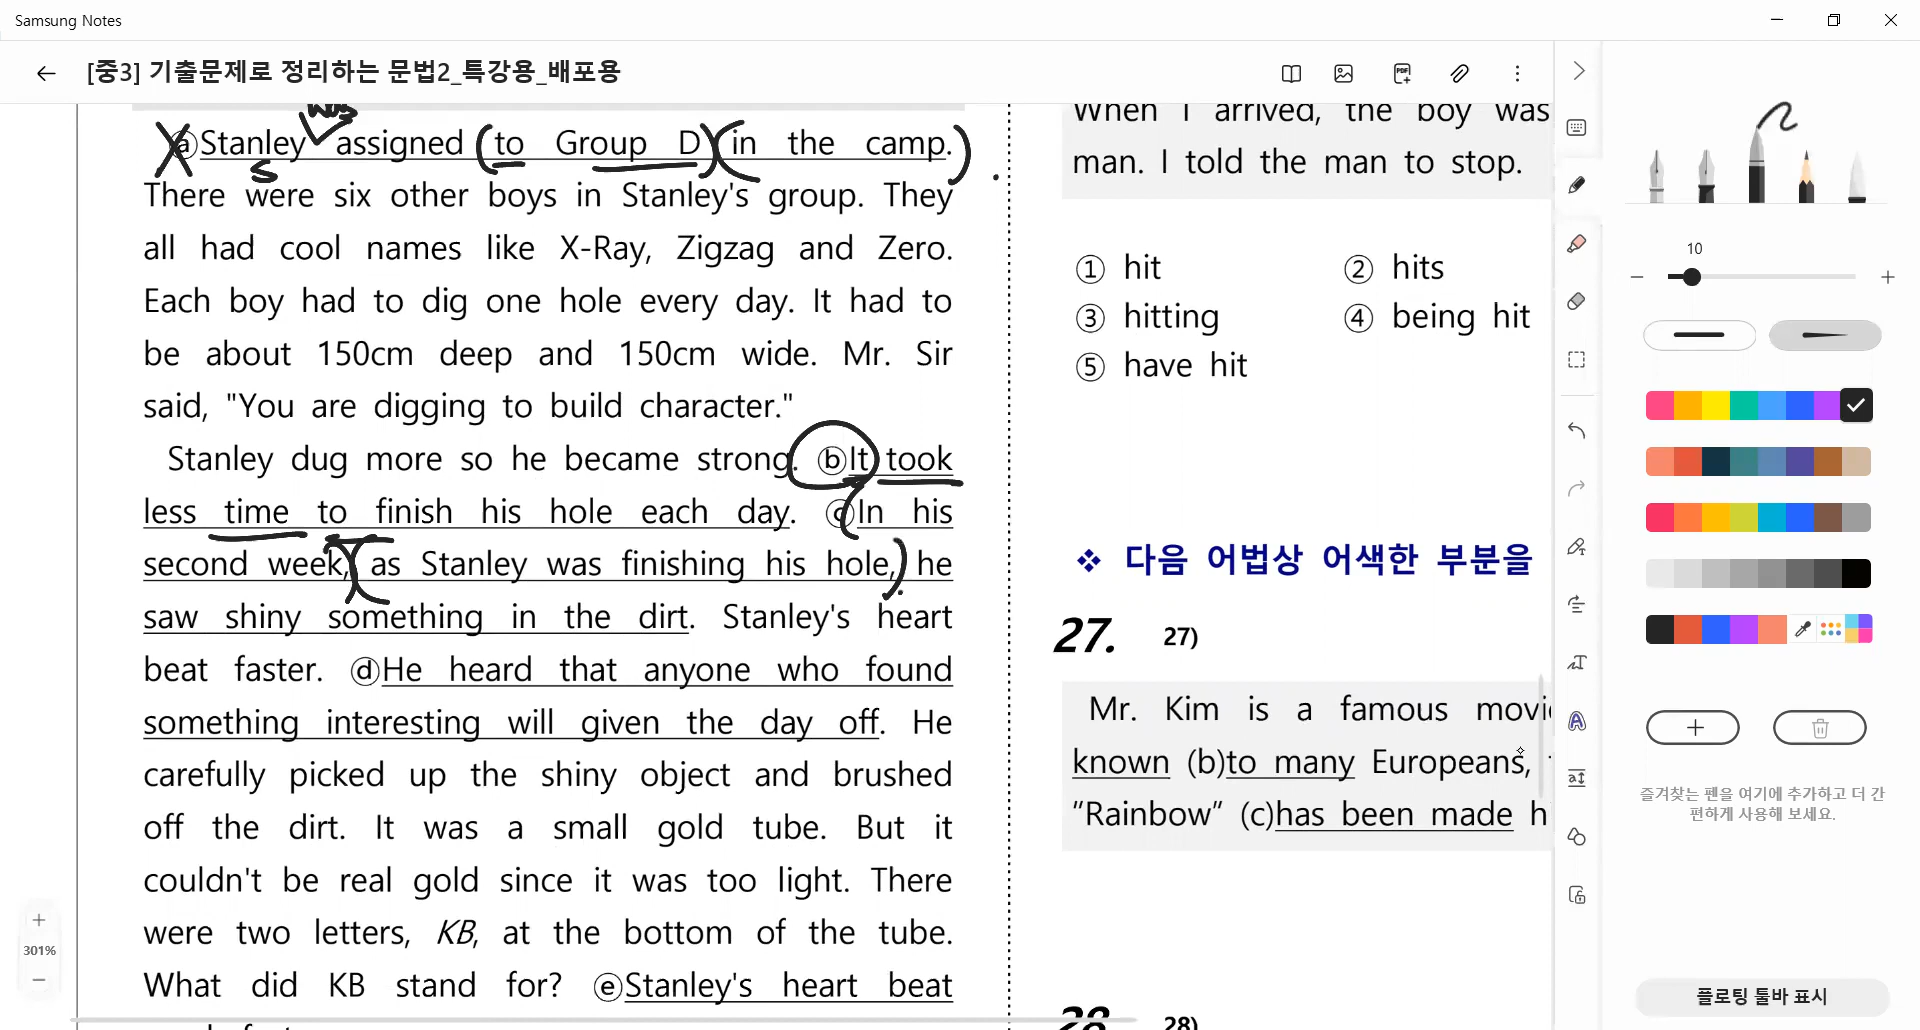 Samsung Notes
[중3] 기출문제로 정리하는 문법2_특강용_배포용
was
ⓐStanley assigned to Group D in the camp.
s
There were six other boys in Stanley's group. They
all had cool names like X-Ray, Zigzag and Zero.
Each boy had to dig one hole every day. It had to
be about 150cm deep and 150cm wide. Mr. Sir
said, "You are digging to build character."
Stanley dug more so he became strong. ⓑIt took
less time to finish his hole each day. ⓒIn his
second week, as Stanley was finishing his hole, he
saw shiny something in the dirt. Stanley's heart
beat faster. ⓓHe heard that anyone who found
something interesting will given the day off. He
carefully picked up the shiny object and brushed
off the dirt. It was a small gold tube. But it
couldn't be real gold since it was too light. There
were two letters, KB, at the bottom of the tube.
What did KB stand for? ⓔStanley's heart beat
When I arrived, the boy was
man. I told the man to stop.
① hit ② hits
③ hitting ④ being hit
⑤ have hit
❖ 다음 어법상 어색한 부분을
27. 27)
Mr. Kim is a famous movi
known (b)to many Europeans,
"Rainbow" (c)has been made h
28. 28)
301%
PDF
10
즐겨찾는 펜을 여기에 추가하고 더 간
편하게 사용해 보세요.
플로팅 툴바 표시